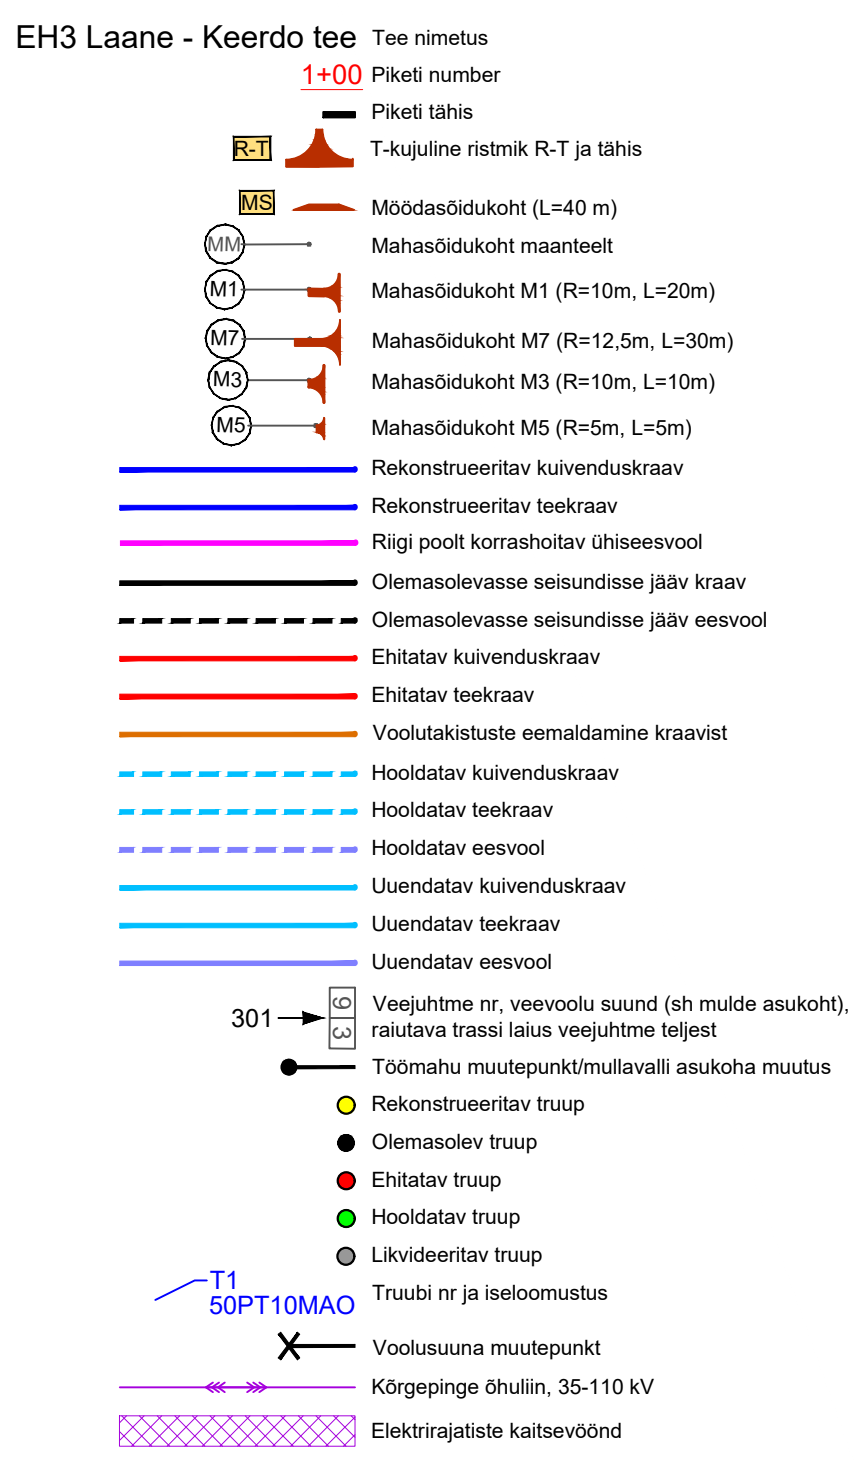 EH3 Laane - Keerdo tee Tee nimetus
1+00 Piketi number
Piketi tähis
R-T T-kujuline ristmik R-T ja tähis
MS Möödasõidukoht (L=40 m)
MM Mahasõidukoht maanteelt
M1 Mahasõidukoht M1 (R=10m, L=20m)
M7 Mahasõidukoht M7 (R=12,5m, L=30m)
M3 Mahasõidukoht M3 (R=10m, L=10m)
M5 Mahasõidukoht M5 (R=5m, L=5m)
Rekonstrueeritav kuivenduskraav
Rekonstrueeritav teekraav
Riigi poolt korrashoitav ühiseesvool
Olemasolevasse seisundisse jääv kraav
Olemasolevasse seisundisse jääv eesvool
Ehitatav kuivenduskraav
Ehitatav teekraav
Voolutakistuste eemaldamine kraavist
Hooldatav kuivenduskraav
Hooldatav teekraav
Hooldatav eesvool
Uuendatav kuivenduskraav
Uuendatav teekraav
Uuendatav eesvool
301 9 3 Veejuhtme nr, veevoolu suund (sh mulde asukoht),
raiutava trassi laius veejuhtme teljest
Töömahu muutepunkt/mullavalli asukoha muutus
Rekonstrueeritav truup
Olemasolev truup
Ehitatav truup
Hooldatav truup
Likvideeritav truup
T1
50PT10MAO Truubi nr ja iseloomustus
Voolusuuna muutepunkt
Kõrgepinge õhuliin, 35-110 kV
Elektrirajatiste kaitsevöönd